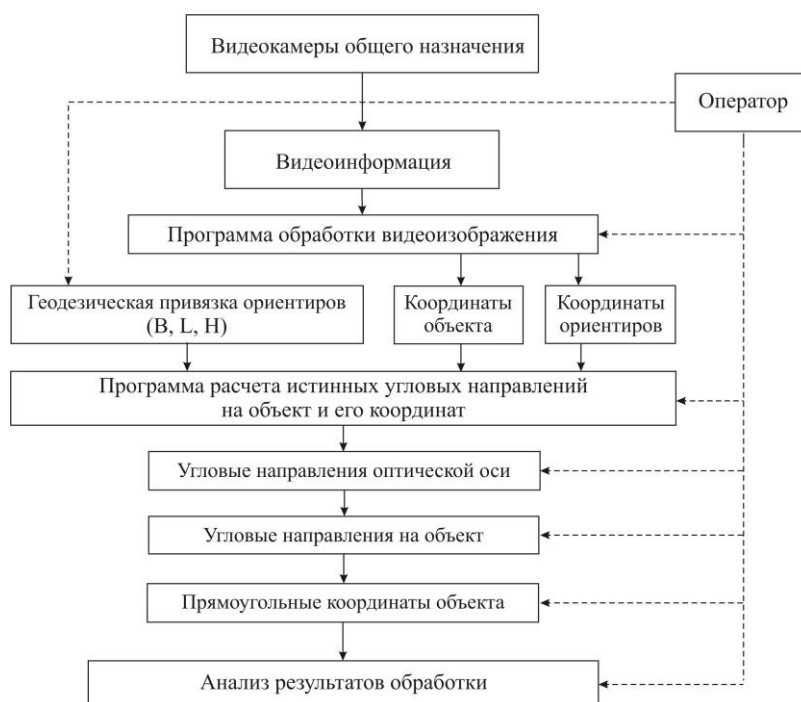 Видеокамеры общего назначения
Оператор
Видеоинформация
Программа обработки видеоизображения
Геодезическая привязка ориентиров
(B, L, H)
Координаты
объекта
Координаты
ориентиров
Программа расчета истинных угловых направлений
на объект и его координат
Угловые направления оптической оси
Угловые направления на объект
Прямоугольные координаты объекта
Анализ результатов обработки